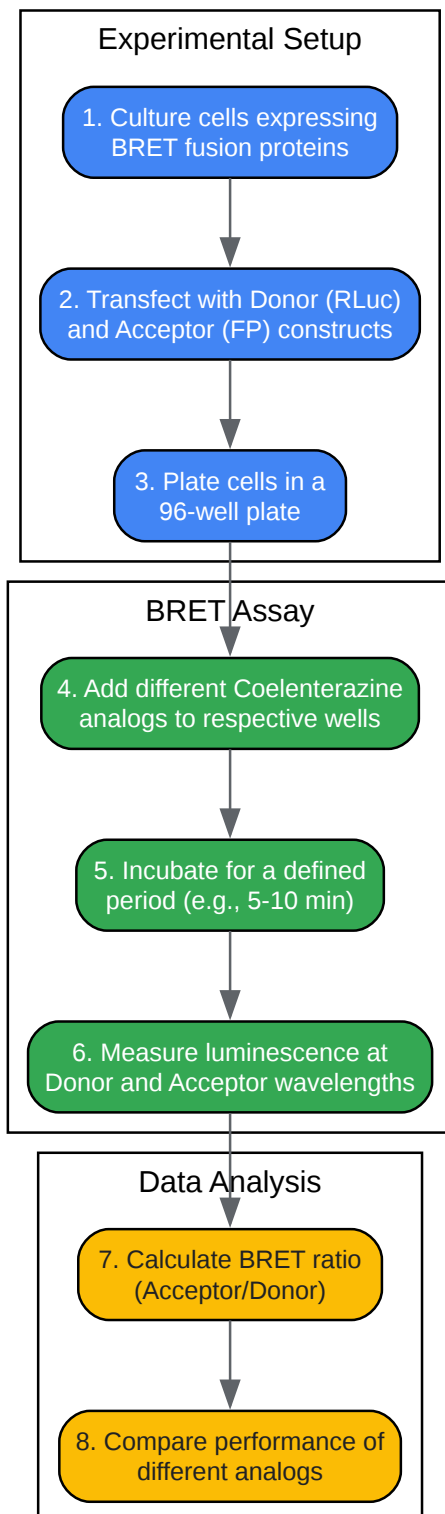 Experimental Setup
1. Culture cells expressing
BRET fusion proteins
2. Transfect with Donor (RLuc)
and Acceptor (FP) constructs
3. Plate cells in a
96-well plate
BRET Assay
4. Add different Coelenterazine
analogs to respective wells
5. Incubate for a defined
period (e.g., 5-10 min)
6. Measure luminescence at
Donor and Acceptor wavelengths
Data Analysis
7. Calculate BRET ratio
(Acceptor/Donor)
8. Compare performance of
different analogs